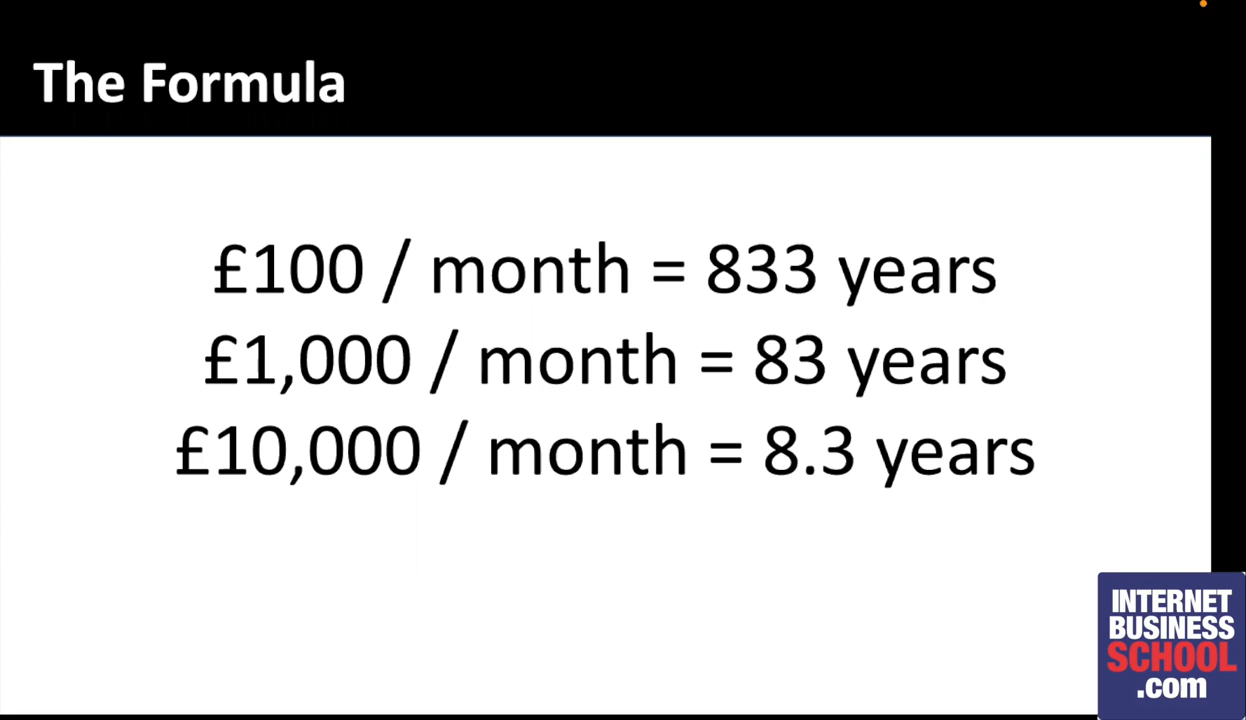 The Formula
£100 / month = 833 years
£1,000 / month = 83 years
£10,000 / month = 8.3 years
INTERNET
BUSINESS
SCHOOL
.com